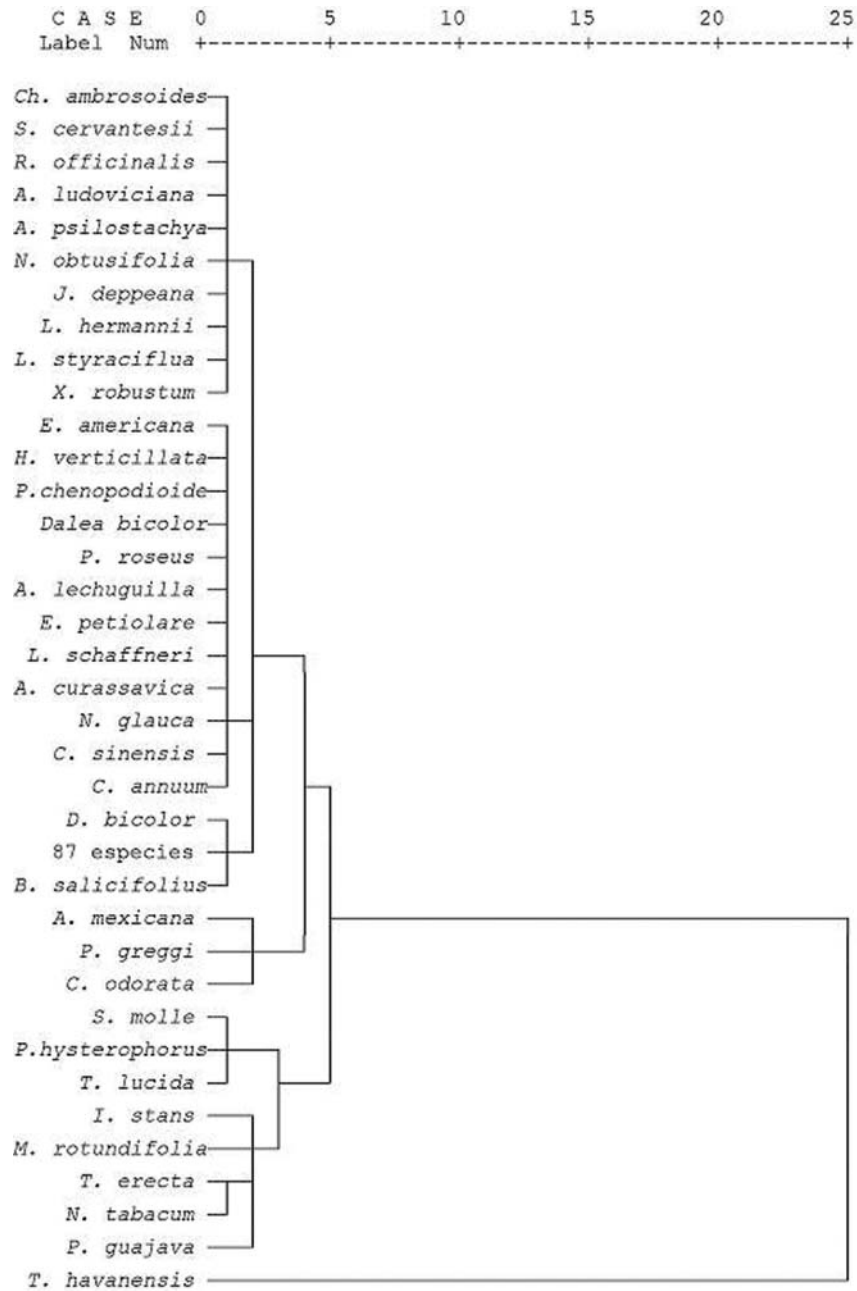 C A S E 0 5 10 15 20 25
Label Num +---------+---------+---------+---------+---------+
Ch. ambrosoides
S. cervantesii
R. officinalis
A. ludoviciana
A. psilostachya
N. obtusifolia
J. deppeana
L. hermannii
L. styraciflua
X. robustum
E. americana
H. verticillata
P.chenopodioide
Dalea bicolor
P. roseus
A. lechuguilla
E. petiolare
L. schaffneri
A. curassavica
N. glauca
C. sinensis
C. annuum
D. bicolor
87 especies
B. salicifolius
A. mexicana
P. greggi
C. odorata
S. molle
P.hysterophorus
T. lucida
I. stans
M. rotundifolia
T. erecta
N. tabacum
P. guajava
T. havanensis